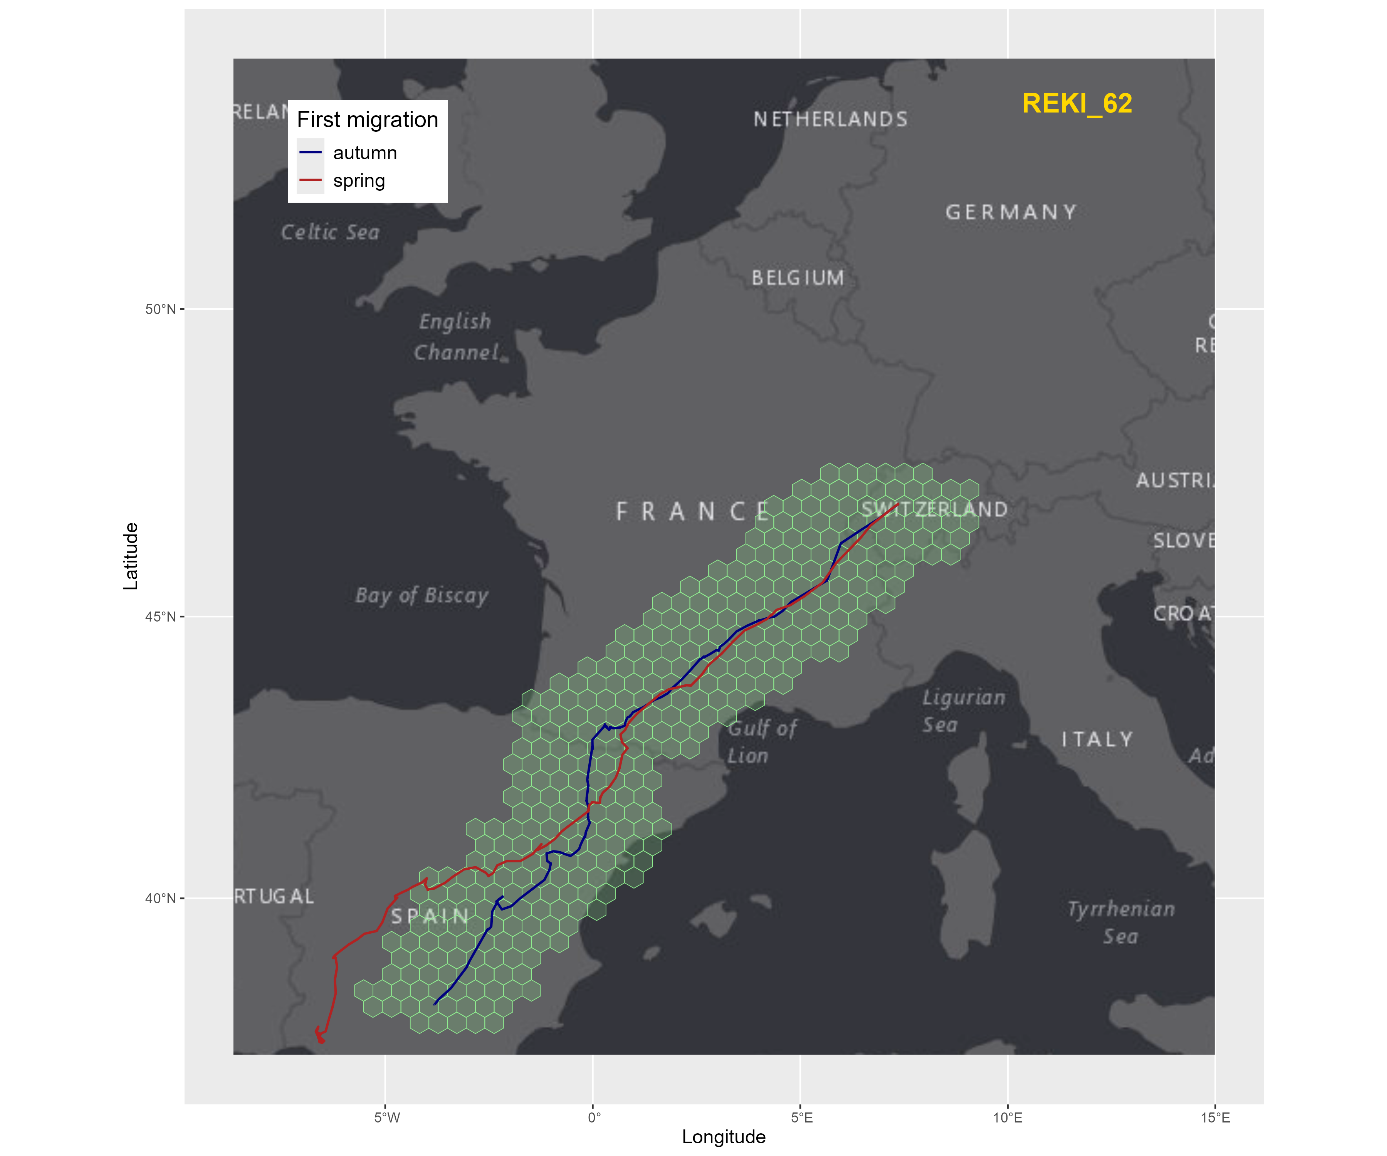 REKI_62
First migration
autumn
spring
RELAN
NETHERLANDS
GERMANY
Celtic Sea
BELGIUM
English
Channel
C
RE
FRANCE
SWITZERLAND
AUSTRI
SLOVE
CROAT
Bay of Biscay
Ligurian
Sea
Gulf of
Lion
ITALY
Ad
RTUGAL
SPAIN
Tyrrhenian
Sea
50°N
45°N
40°N
Latitude
5°W
0°
5°E
10°E
15°E
Longitude